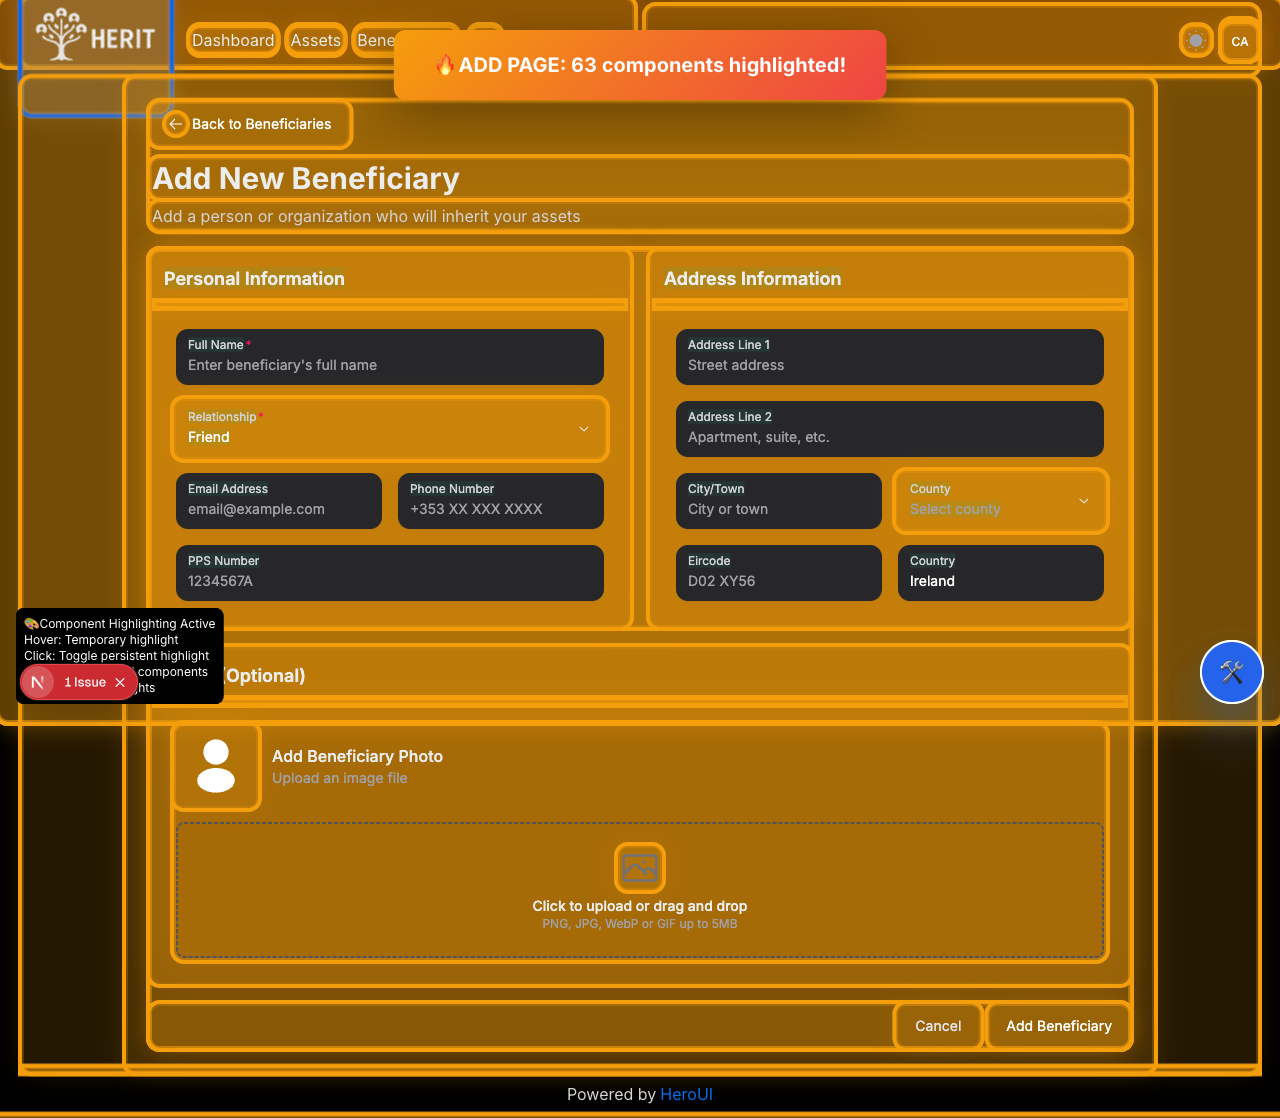 HERIT
Dashboard
Assets
Bene
CA
🔥ADD PAGE: 63 components highlighted!
Back to Beneficiaries
Add New Beneficiary
Add a person or organization who will inherit your assets
Personal Information
Full Name*
Enter beneficiary's full name
Relationship*
Friend
Email Address
email@example.com
Phone Number
+353 XX XXX XXXX
PPS Number
1234567A
Address Information
Address Line 1
Street address
Address Line 2
Apartment, suite, etc.
City/Town
City or town
County
Select county
Eircode
D02 XY56
Country
Ireland
🎨Component Highlighting Active
Hover: Temporary highlight
Click: Toggle persistent highlight
components
hts
N 1 Issue
(Optional)
Add Beneficiary Photo
Upload an image file
Click to upload or drag and drop
PNG, JPG, WebP or GIF up to 5MB
Cancel
Add Beneficiary
Powered by HeroUI